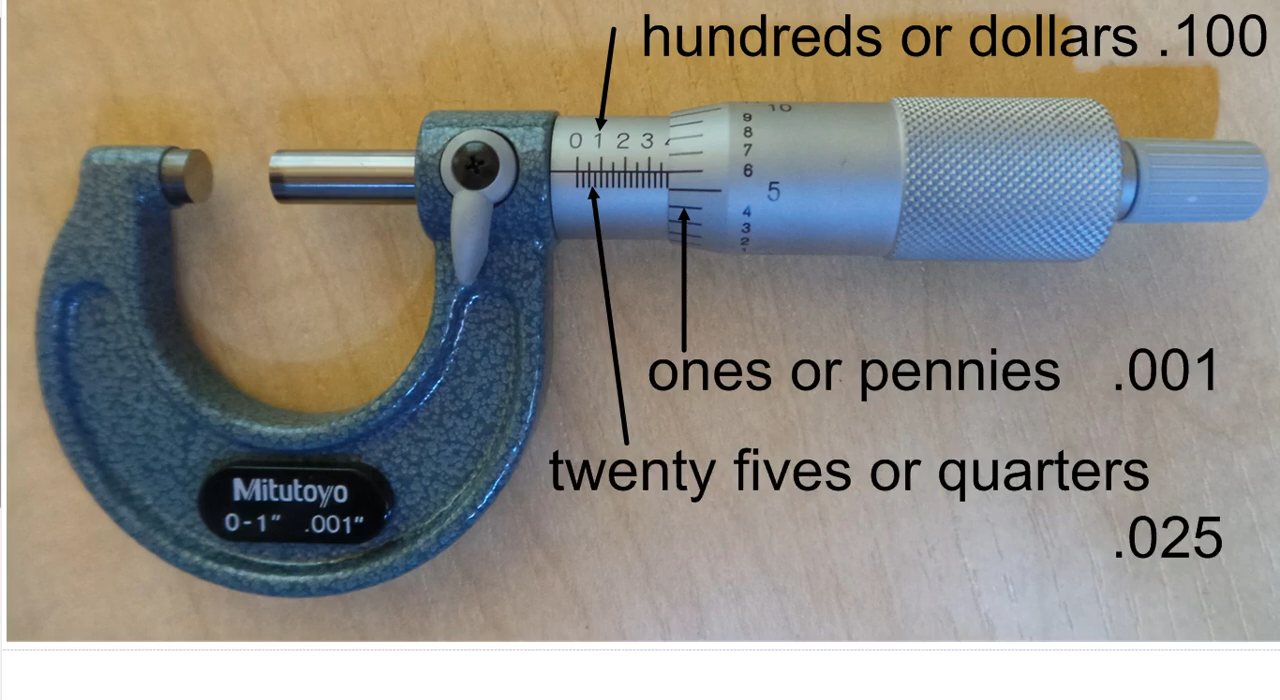 hundreds or dollars .100
0 1 2 3
10
9
8
7
6
5
4
3
2
ones or pennies .001
twenty fives or quarters
.025
Mitutoyo
0-1" .001"